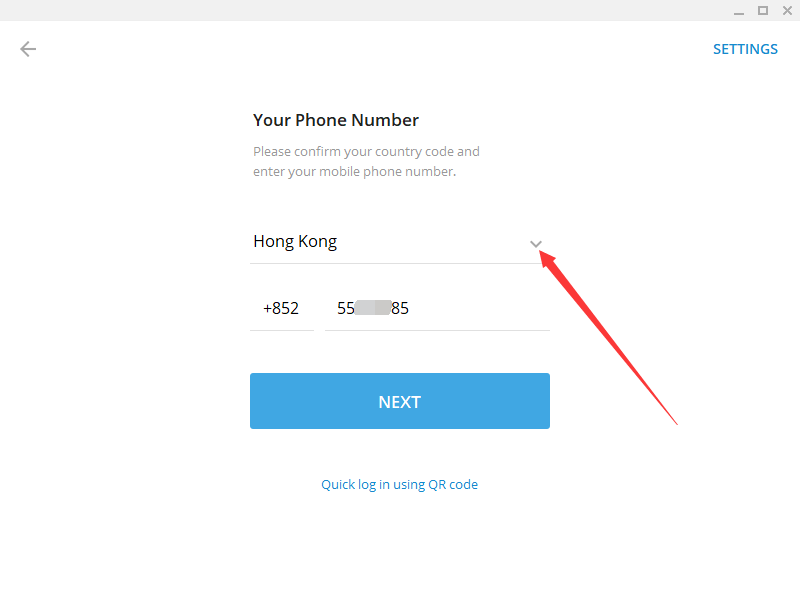 SETTINGS
Your Phone Number
Please confirm your country code and
enter your mobile phone number.
Hong Kong
+852 55 85
NEXT
Quick log in using QR code